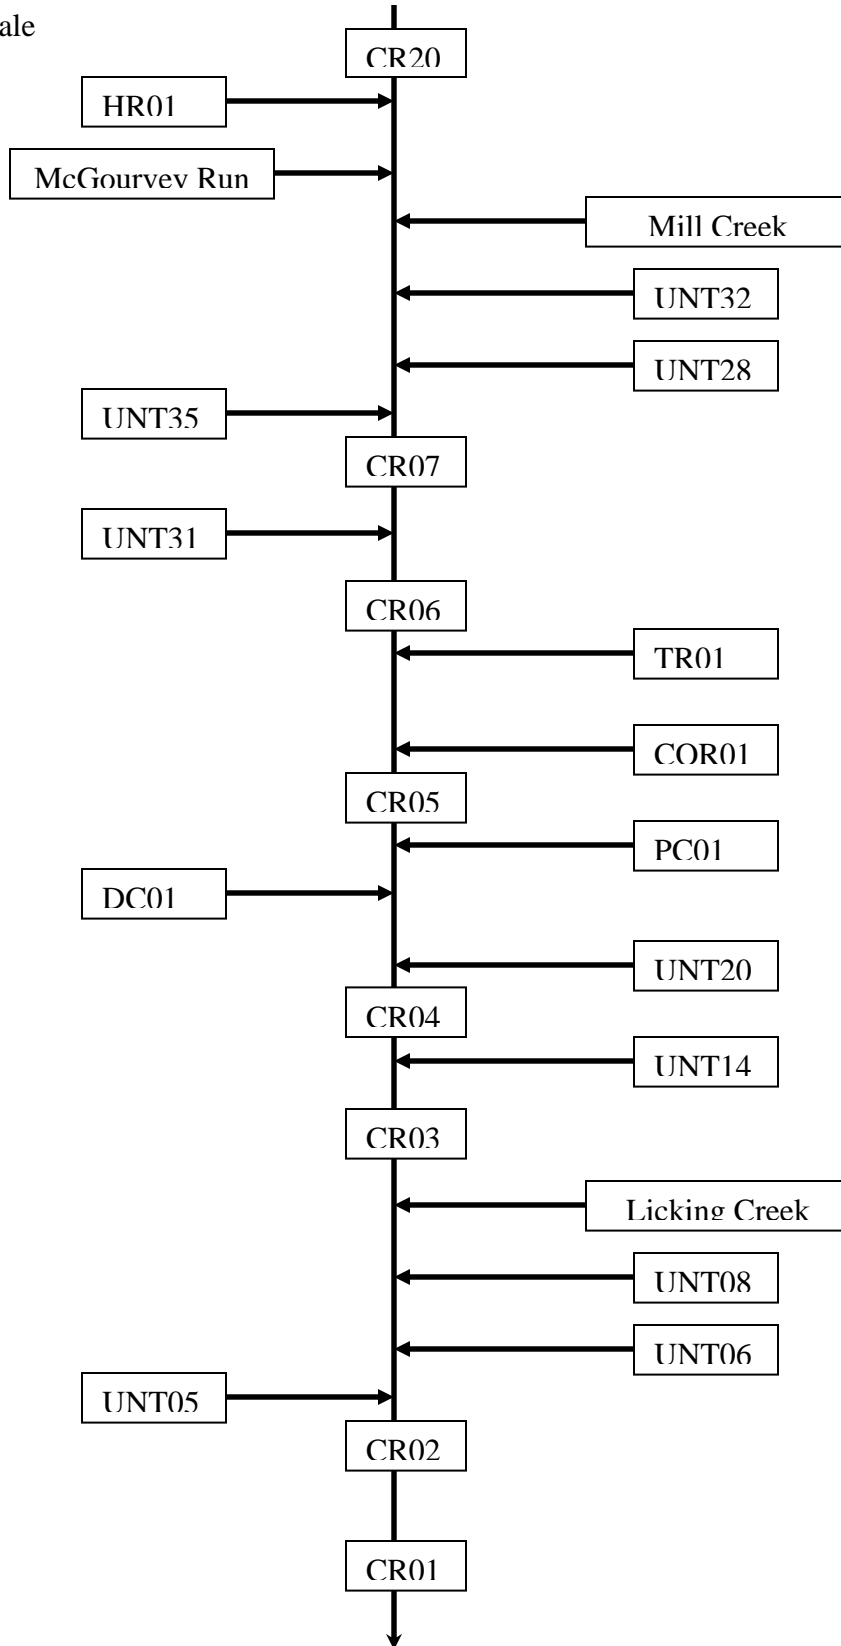 ale
CR20
HR01
McGourvey Run
Mill Creek
UNT32
UNT28
UNT35
CR07
UNT31
CR06
TR01
COR01
CR05
PC01
DC01
UNT20
CR04
UNT14
CR03
Licking Creek
UNT08
UNT06
UNT05
CR02
CR01